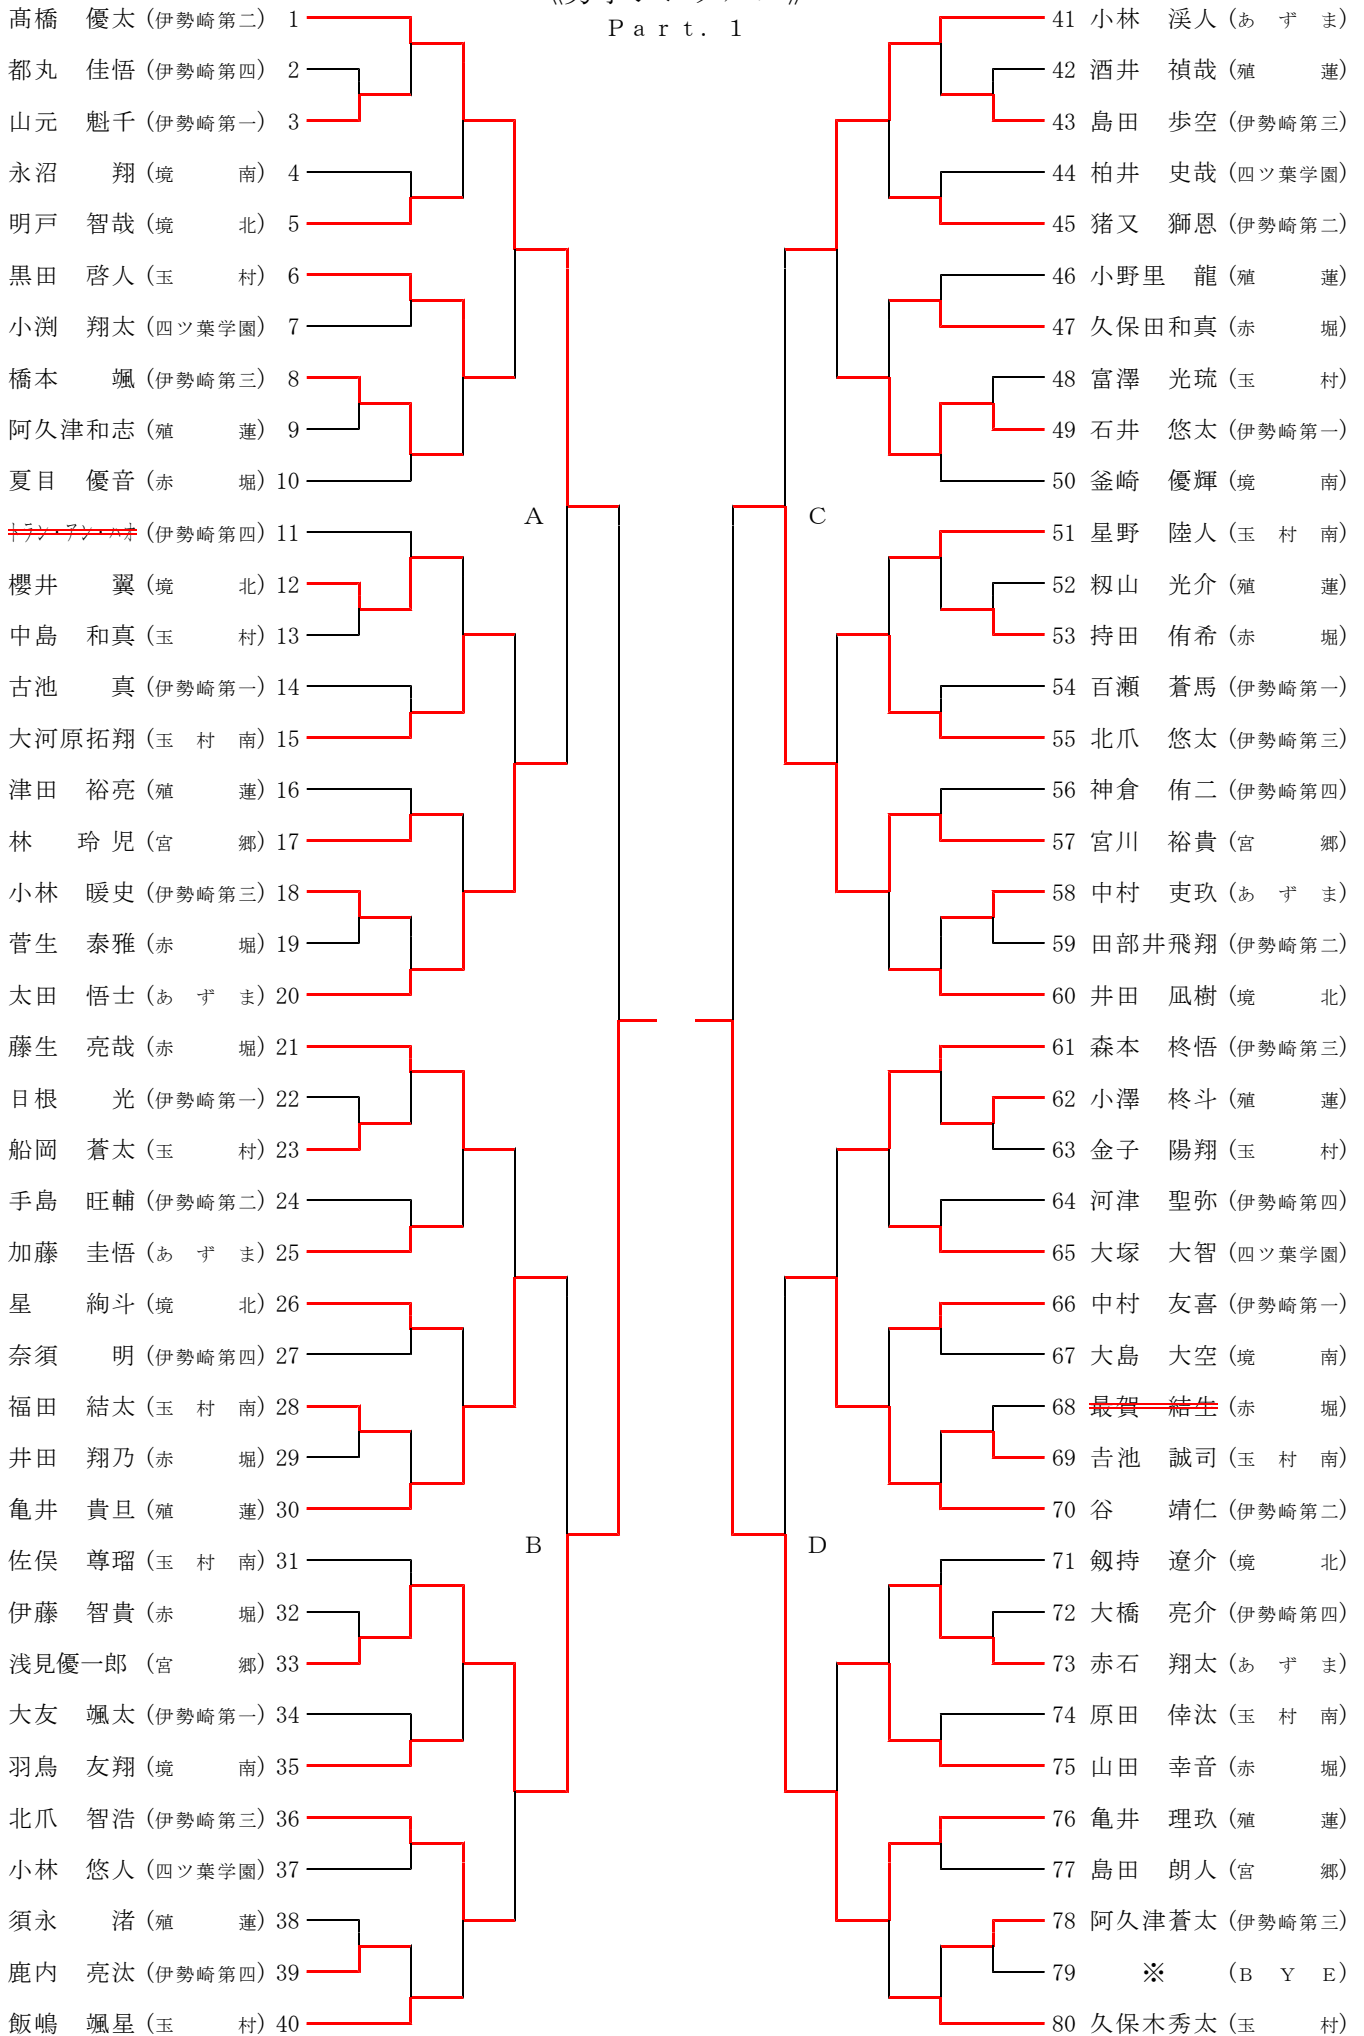 Part. 1
髙橋 優太 (伊勢崎第二) 1
都丸 佳悟 (伊勢崎第四) 2
山元 魁千 (伊勢崎第一) 3
永沼 翔 (境 南) 4
明戸 智哉 (境 北) 5
黒田 啓人 (玉 村) 6
小渕 翔太 (四ツ葉学園) 7
橋本 颯 (伊勢崎第三) 8
阿久津和志 (殖 蓮) 9
夏目 優音 (赤 堀) 10
トラン・アン・ハオ (伊勢崎第四) 11
櫻井 翼 (境 北) 12
中島 和真 (玉 村) 13
古池 真 (伊勢崎第一) 14
大河原拓翔 (玉 村 南) 15
津田 裕亮 (殖 蓮) 16
林 玲児 (宮 郷) 17
小林 暖史 (伊勢崎第三) 18
菅生 泰雅 (赤 堀) 19
太田 悟士 (あ ず ま) 20
藤生 亮哉 (赤 堀) 21
日根 光 (伊勢崎第一) 22
船岡 蒼太 (玉 村) 23
手島 旺輔 (伊勢崎第二) 24
加藤 圭悟 (あ ず ま) 25
星 絢斗 (境 北) 26
奈須 明 (伊勢崎第四) 27
福田 結太 (玉 村 南) 28
井田 翔乃 (赤 堀) 29
亀井 貴旦 (殖 蓮) 30
佐俣 尊瑠 (玉 村 南) 31
伊藤 智貴 (赤 堀) 32
浅見優一郎 (宮 郷) 33
大友 颯太 (伊勢崎第一) 34
羽鳥 友翔 (境 南) 35
北爪 智浩 (伊勢崎第三) 36
小林 悠人 (四ツ葉学園) 37
須永 渚 (殖 蓮) 38
鹿内 亮汰 (伊勢崎第四) 39
飯嶋 颯星 (玉 村) 40
A
B
C
D
41 小林 渓人 (あ ず ま)
42 酒井 禎哉 (殖 蓮)
43 島田 歩空 (伊勢崎第三)
44 柏井 史哉 (四ツ葉学園)
45 猪又 獅恩 (伊勢崎第二)
46 小野里 龍 (殖 蓮)
47 久保田和真 (赤 堀)
48 富澤 光琉 (玉 村)
49 石井 悠太 (伊勢崎第一)
50 釜崎 優輝 (境 南)
51 星野 陸人 (玉 村 南)
52 籾山 光介 (殖 蓮)
53 持田 侑希 (赤 堀)
54 百瀬 蒼馬 (伊勢崎第一)
55 北爪 悠太 (伊勢崎第三)
56 神倉 侑二 (伊勢崎第四)
57 宮川 裕貴 (宮 郷)
58 中村 吏玖 (あ ず ま)
59 田部井飛翔 (伊勢崎第二)
60 井田 凪樹 (境 北)
61 森本 柊悟 (伊勢崎第三)
62 小澤 柊斗 (殖 蓮)
63 金子 陽翔 (玉 村)
64 河津 聖弥 (伊勢崎第四)
65 大塚 大智 (四ツ葉学園)
66 中村 友喜 (伊勢崎第一)
67 大島 大空 (境 南)
68 最賀 結生 (赤 堀)
69 吉池 誠司 (玉 村 南)
70 谷 靖仁 (伊勢崎第二)
71 剱持 遼介 (境 北)
72 大橋 亮介 (伊勢崎第四)
73 赤石 翔太 (あ ず ま)
74 原田 倖汰 (玉 村 南)
75 山田 幸音 (赤 堀)
76 亀井 理玖 (殖 蓮)
77 島田 朗人 (宮 郷)
78 阿久津蒼太 (伊勢崎第三)
79 ※ (B Y E)
80 久保木秀太 (玉 村)